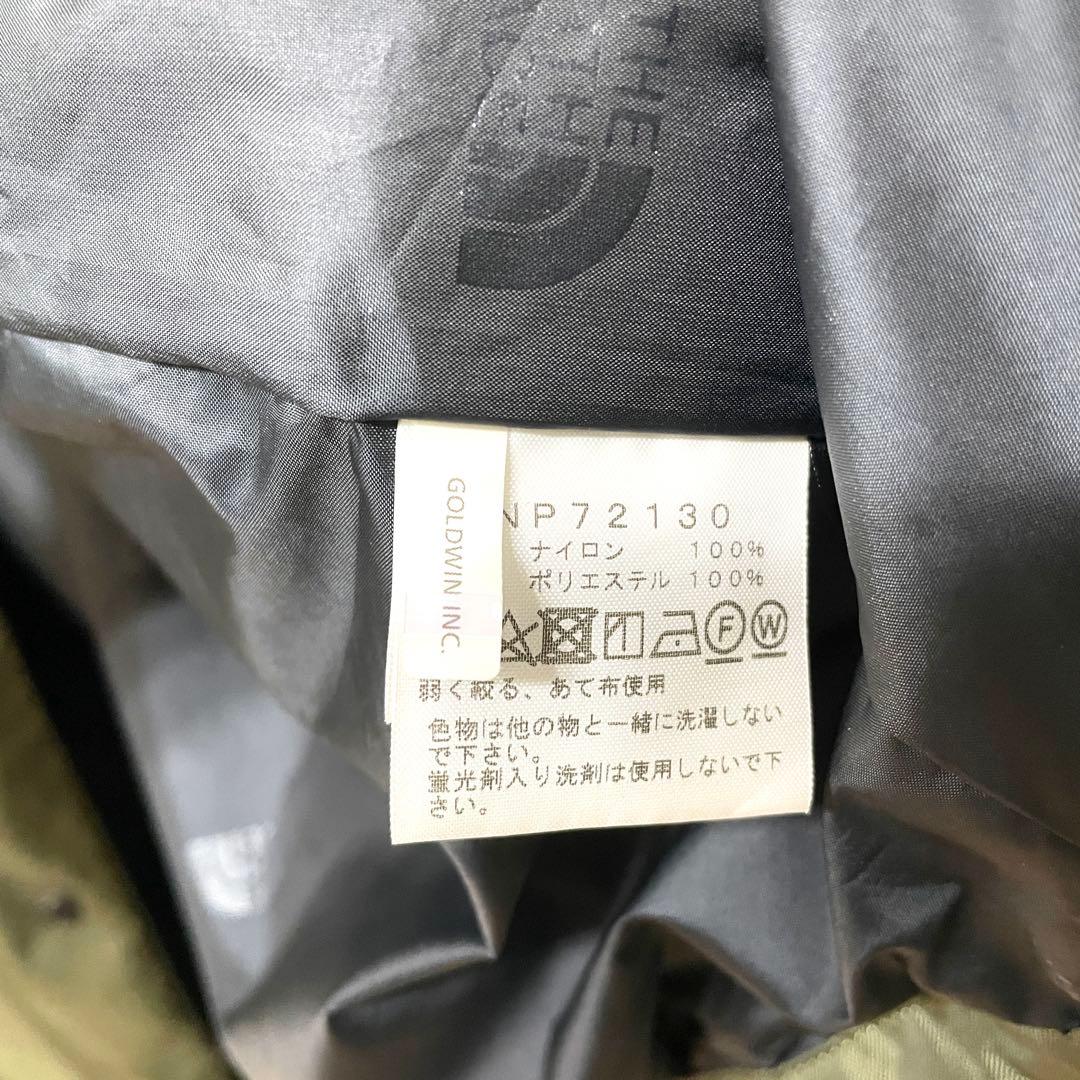 THE
GOLDWIN INC.
NP72130
ナイロン 100%
ポリエステル 100%
F W
弱く絞る、あて布使用
色物は他の物と一緒に洗濯しない
で下さい。
蛍光剤入り洗剤は使用しないで下
さい。